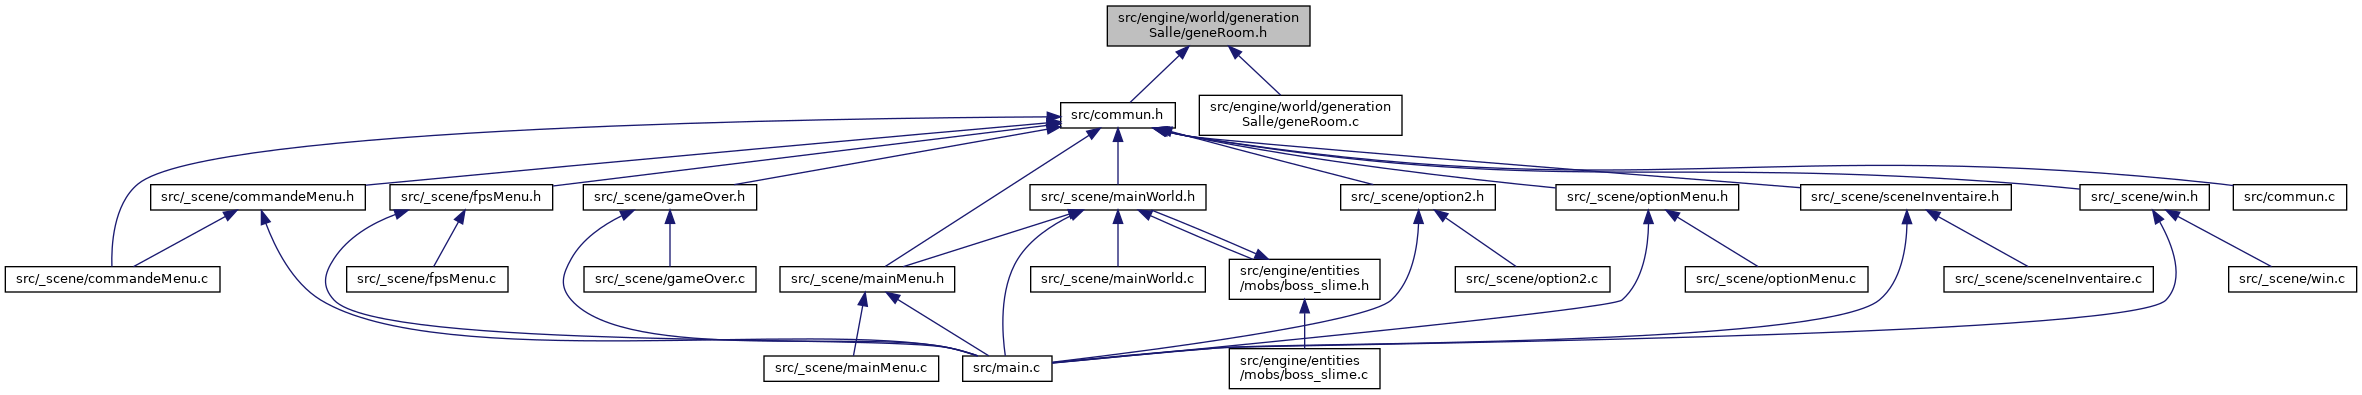 src/engine/world/generation
Salle/geneRoom.h
src/commun.h
src/engine/world/generation
Salle/geneRoom.c
src/_scene/commandeMenu.h
src/_scene/fpsMenu.h
src/_scene/gameOver.h
src/_scene/mainWorld.h
src/_scene/option2.h
src/_scene/optionMenu.h
src/_scene/sceneInventaire.h
src/_scene/win.h
src/commun.c
src/_scene/commandeMenu.c
src/_scene/fpsMenu.c
src/_scene/gameOver.c
src/_scene/mainMenu.h
src/_scene/mainWorld.c
src/engine/entities
/mobs/boss_slime.h
src/_scene/option2.c
src/_scene/optionMenu.c
src/_scene/sceneInventaire.c
src/_scene/win.c
src/_scene/mainMenu.c
src/main.c
src/engine/entities
/mobs/boss_slime.c